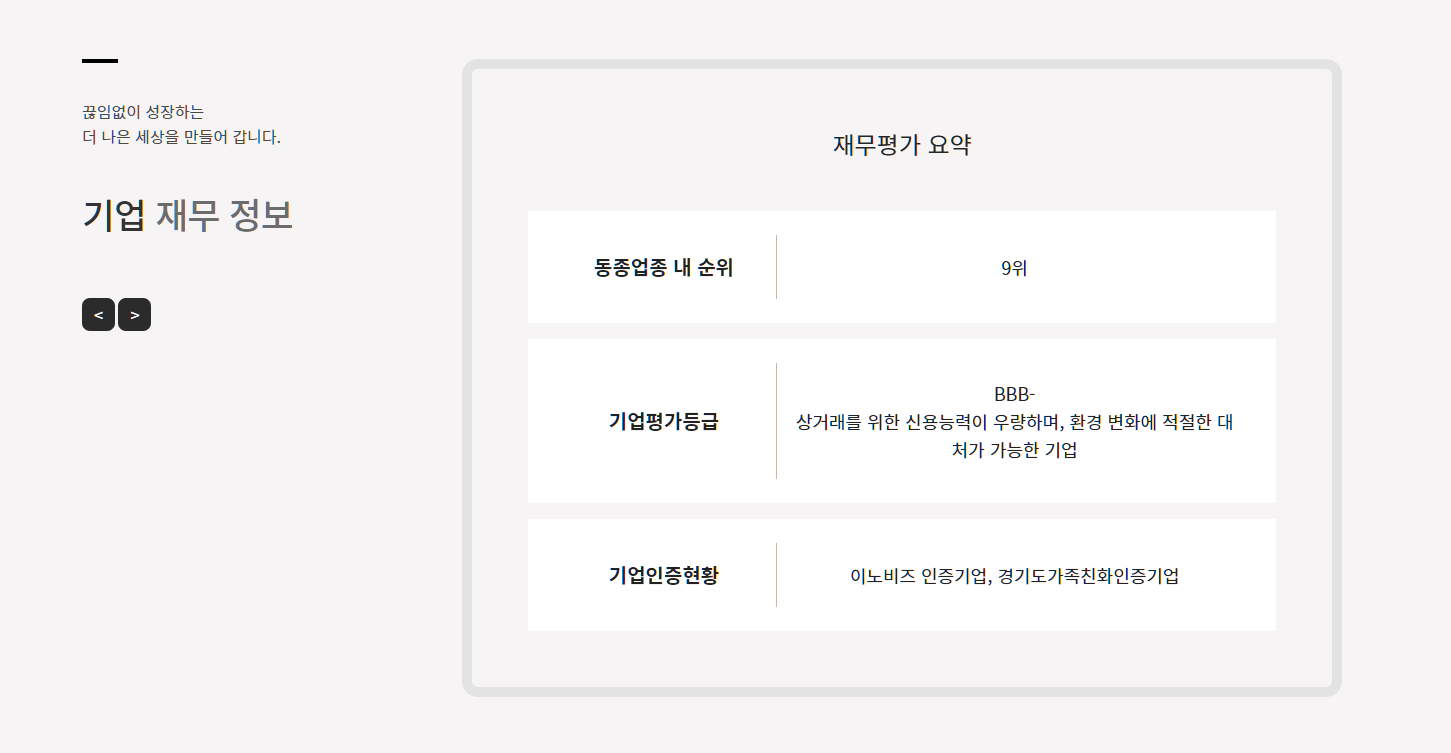 끊임없이 성장하는
더 나은 세상을 만들어 갑니다.
기업 재무 정보
< >
재무평가 요약
동종업종 내 순위
9위
기업평가등급
BBB-
상거래를 위한 신용능력이 우량하며, 환경 변화에 적절한 대
처가 가능한 기업
기업인증현황
이노비즈 인증기업, 경기도가족친화인증기업